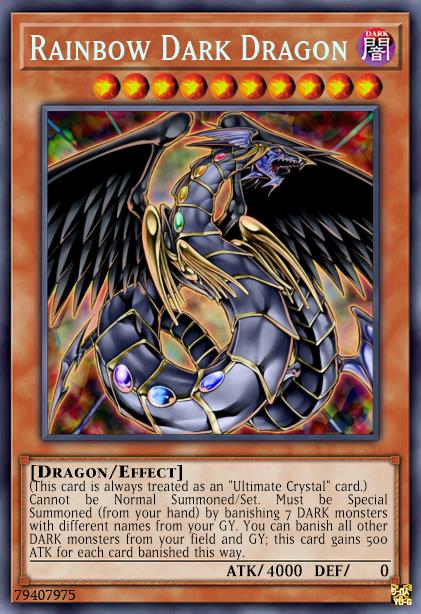 Rainbow Dark Dragon
DARK
闇
[Dragon/Effect]
(This card is always treated as an "Ultimate Crystal" card.)
Cannot be Normal Summoned/Set. Must be Special
Summoned (from your hand) by banishing 7 DARK monsters
with different names from your GY. You can banish all other
DARK monsters from your field and GY; this card gains 500
ATK for each card banished this way.
ATK/4000 DEF/ 0
79407975